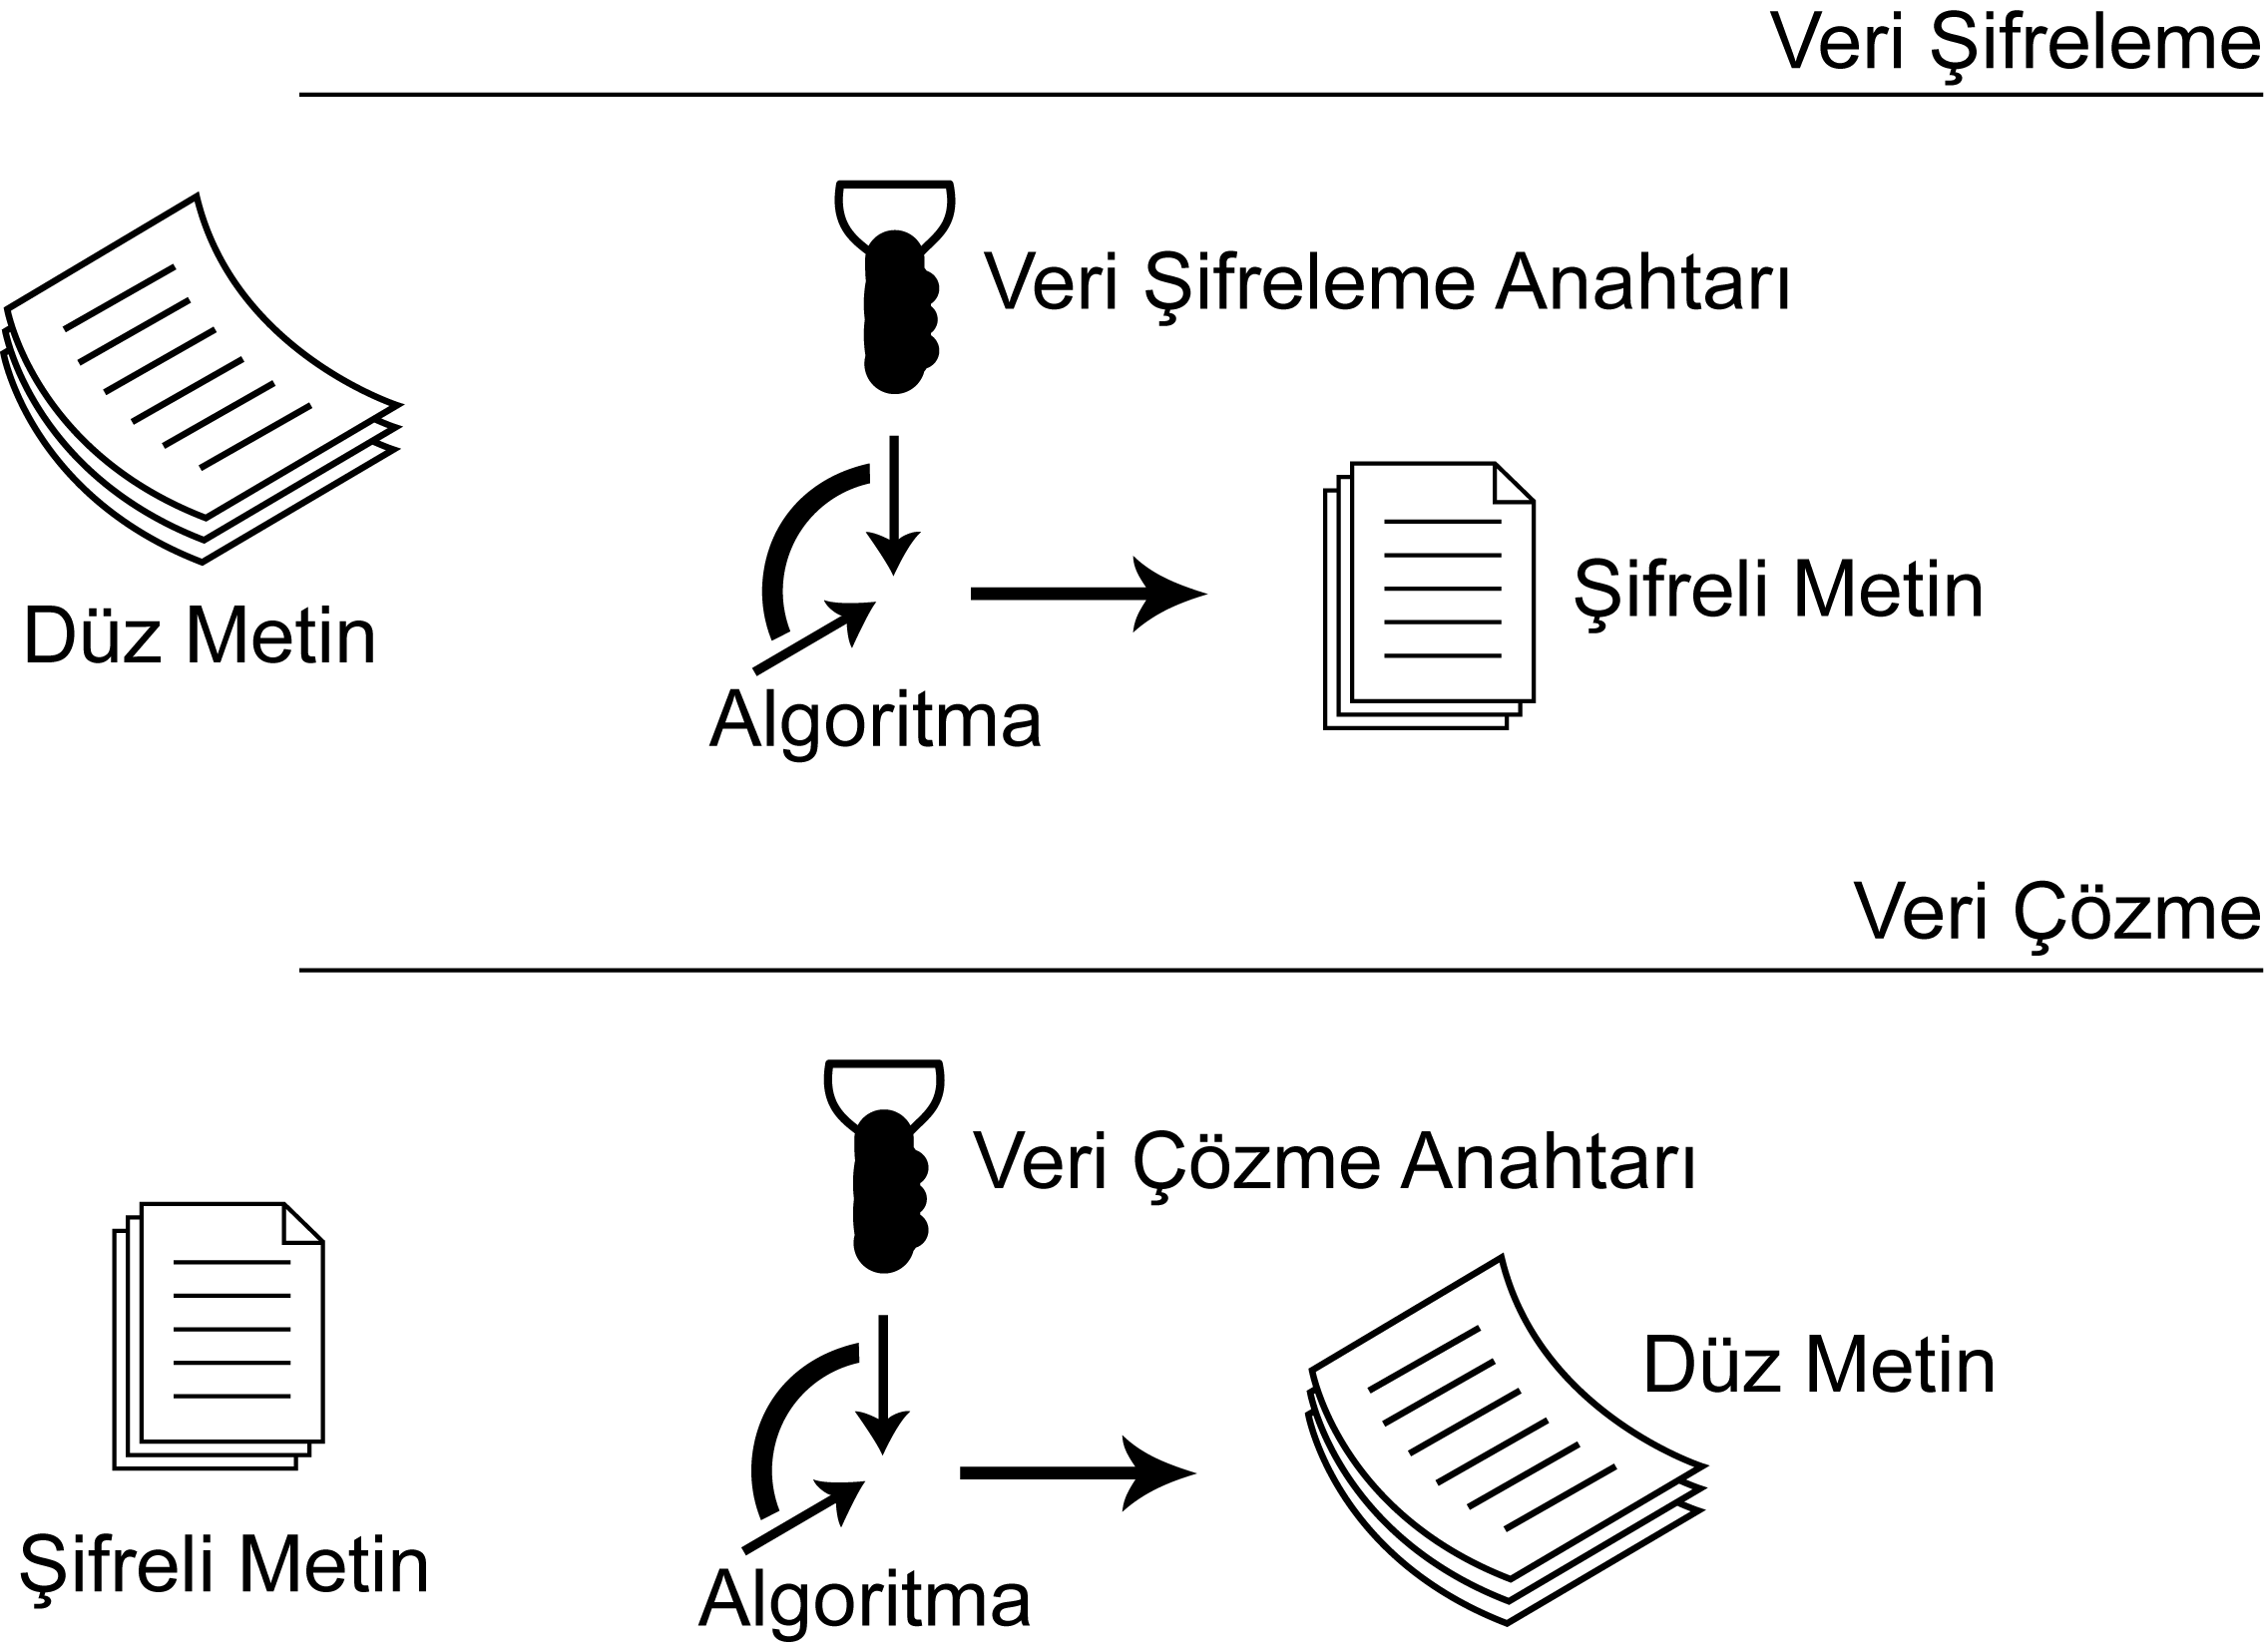 Veri Şifreleme
Veri Şifreleme Anahtarı
Düz Metin
Şifreli Metin
Algoritma
Veri Çözme
Veri Çözme Anahtarı
Düz Metin
Şifreli Metin
Algoritma